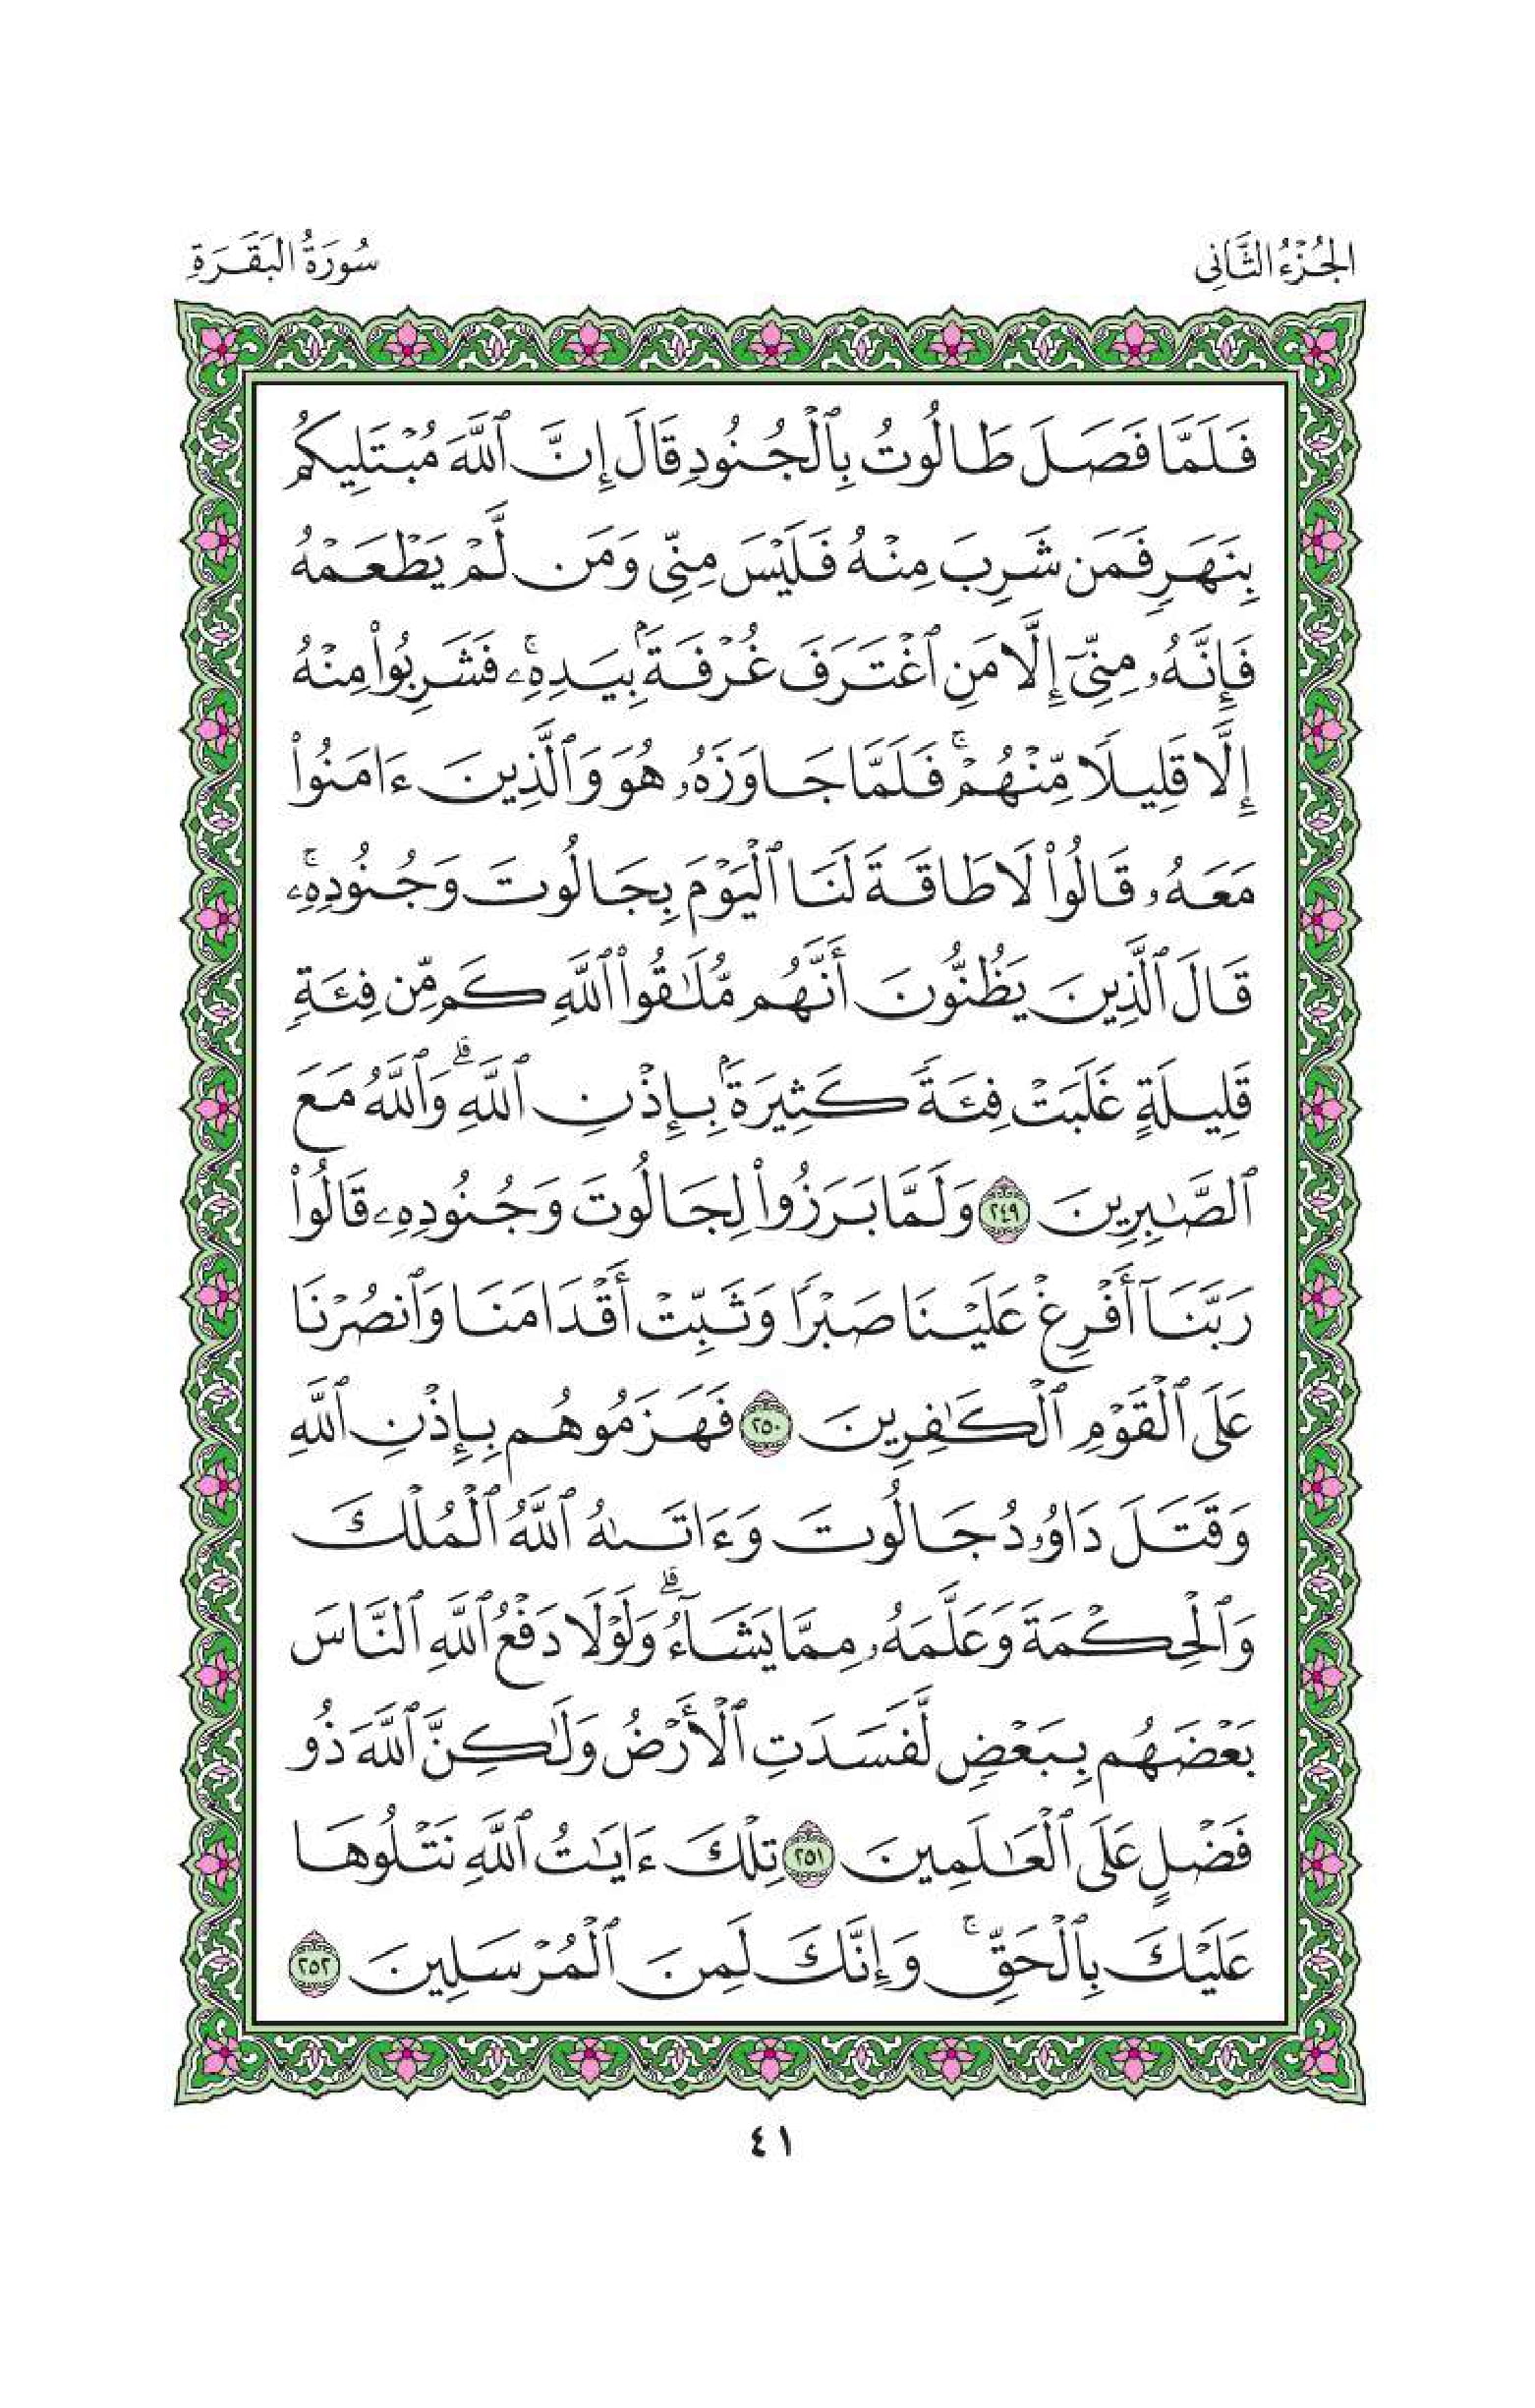 الجُزْءُ الثَّانِى
سُورَةُ البَقَرَةِ
فَلَمَّا فَصَلَ طَالُوتُ بِٱلْجُنُودِ قَالَ إِنَّ ٱللَّهَ مُبْتَلِيكُم
بِنَهَرٍ فَمَن شَرِبَ مِنْهُ فَلَيْسَ مِنِّى وَمَن لَّمْ يَطْعَمْهُ
فَإِنَّهُۥ مِنِّىٓ إِلَّا مَنِ ٱغْتَرَفَ غُرْفَةَۢ بِيَدِهِۦۚ فَشَرِبُوا۟ مِنْهُ
إِلَّا قَلِيلًا مِّنْهُمْۚ فَلَمَّا جَاوَزَهُۥ هُوَ وَٱلَّذِينَ ءَامَنُوا۟
مَعَهُۥ قَالُوا۟ لَا طَاقَةَ لَنَا ٱلْيَوْمَ بِجَالُوتَ وَجُنُودِهِۦۚ
قَالَ ٱلَّذِينَ يَظُنُّونَ أَنَّهُم مُّلَـٰقُوا۟ ٱللَّهِ كَم مِّن فِئَةٍ
قَلِيلَةٍ غَلَبَتْ فِئَةً كَثِيرَةَۢ بِإِذْنِ ٱللَّهِۗ وَٱللَّهُ مَعَ
ٱلصَّـٰبِرِينَ ٢٤٩ وَلَمَّا بَرَزُوا۟ لِجَالُوتَ وَجُنُودِهِۦ قَالُوا۟
رَبَّنَآ أَفْرِغْ عَلَيْنَا صَبْرًا وَثَبِّتْ أَقْدَامَنَا وَٱنصُرْنَا
عَلَى ٱلْقَوْمِ ٱلْكَـٰفِرِينَ ٢٥٠ فَهَزَمُوهُم بِإِذْنِ ٱللَّهِ
وَقَتَلَ دَاوُۥدُ جَالُوتَ وَءَاتَىٰهُ ٱللَّهُ ٱلْمُلْكَ
وَٱلْحِكْمَةَ وَعَلَّمَهُۥ مِمَّا يَشَآءُۗ وَلَوْلَا دَفْعُ ٱللَّهِ ٱلنَّاسَ
بَعْضَهُم بِبَعْضٍ لَّفَسَدَتِ ٱلْأَرْضُ وَلَـٰكِنَّ ٱللَّهَ ذُو
فَضْلٍ عَلَى ٱلْعَـٰلَمِينَ ٢٥١ تِلْكَ ءَايَـٰتُ ٱللَّهِ نَتْلُوهَا
عَلَيْكَ بِٱلْحَقِّۚ وَإِنَّكَ لَمِنَ ٱلْمُرْسَلِينَ ٢٥٢
٤١